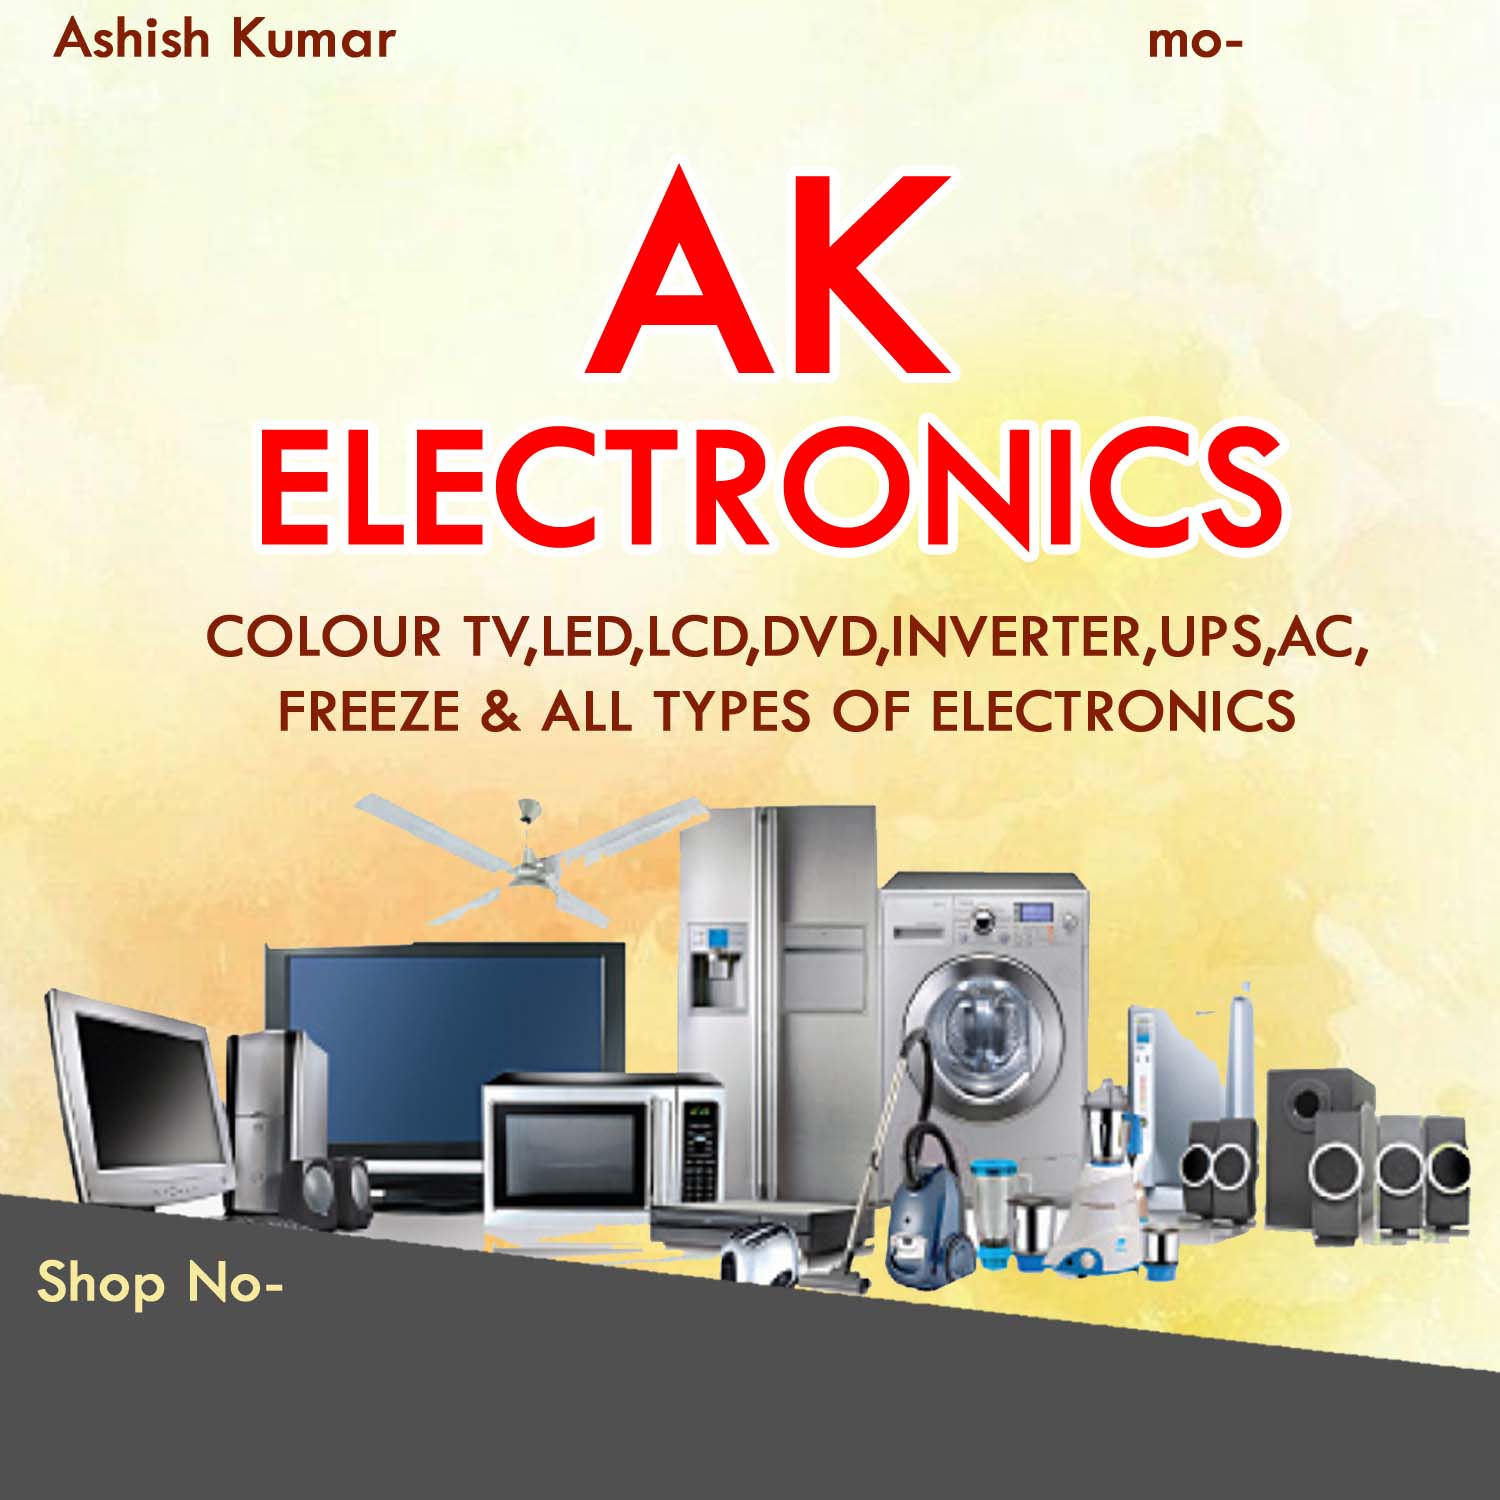 Ashish Kumar mo-
AK
ELECTRONICS
COLOUR TV,LED,LCD,DVD,INVERTER,UPS,AC,
FREEZE & ALL TYPES OF ELECTRONICS
Shop No-